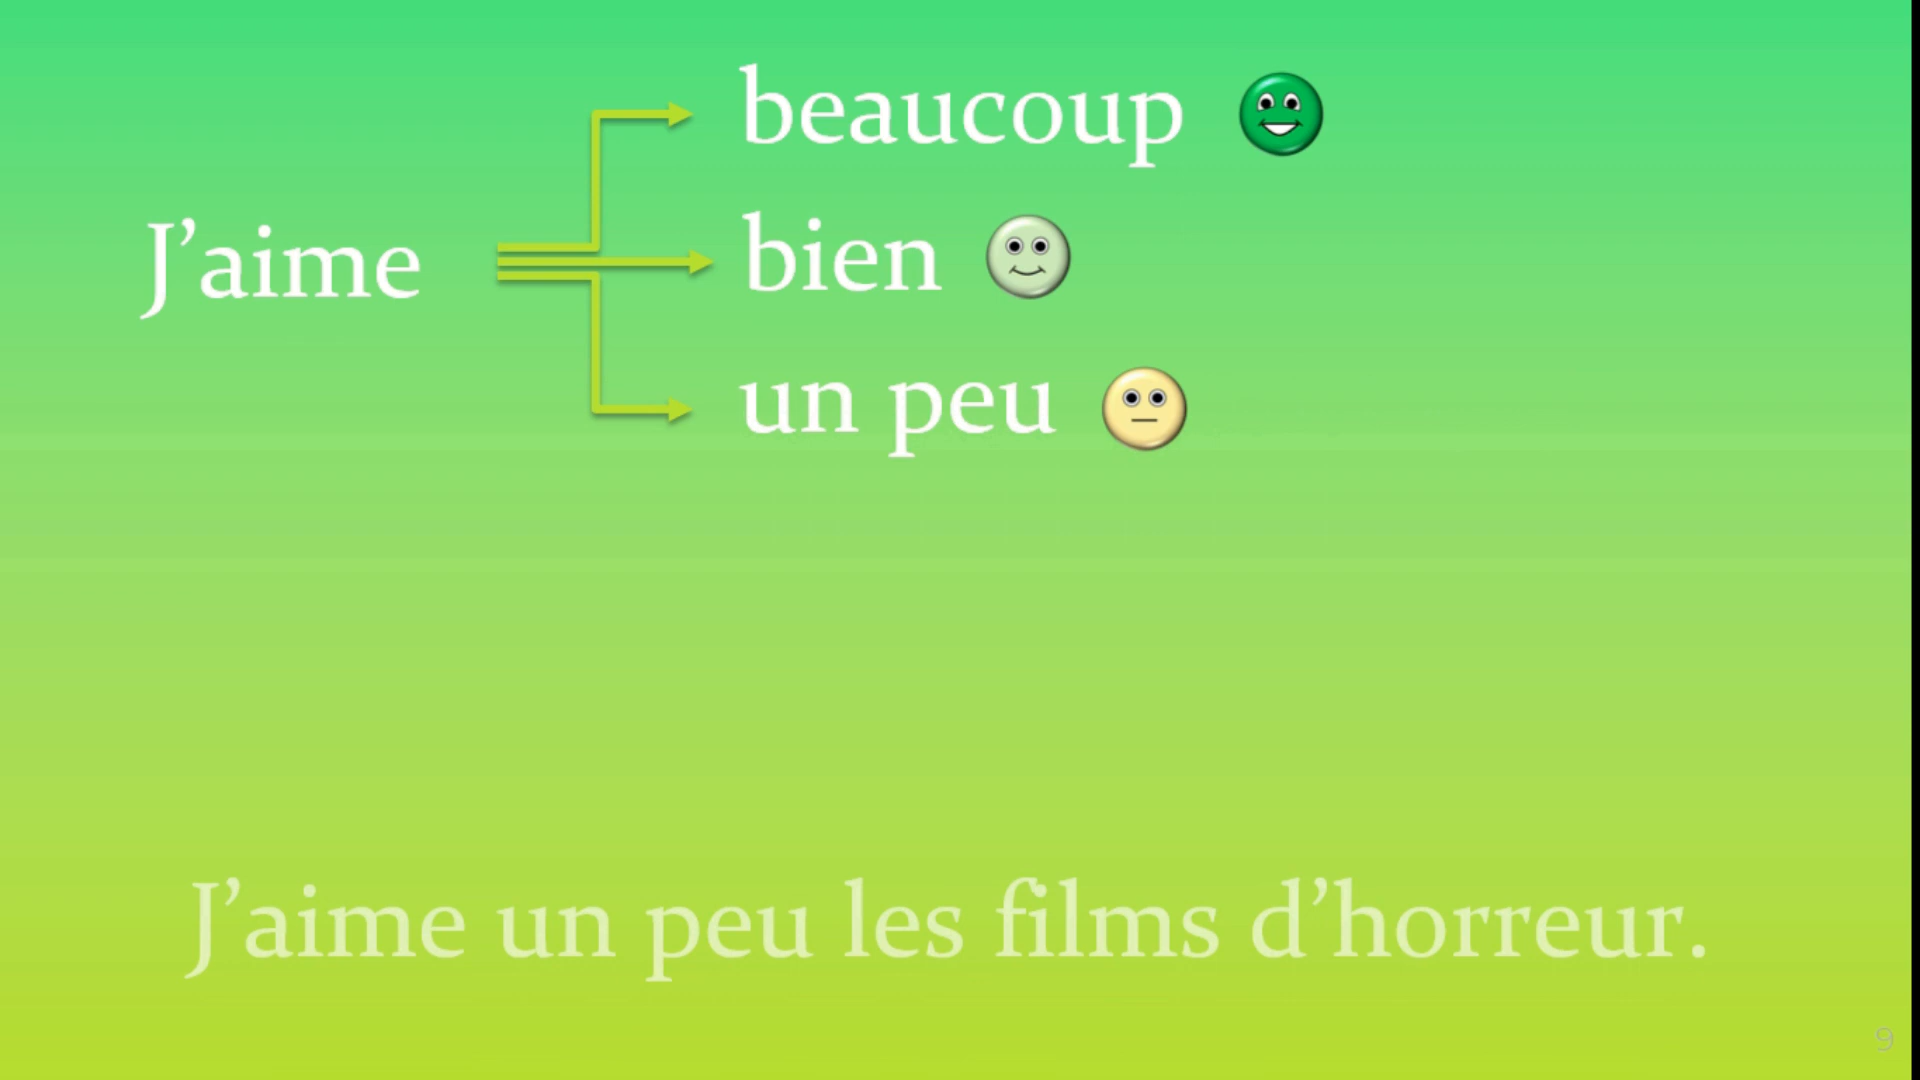 beaucoup
J’aime
bien
un peu
J’aime un peu les films d’horreur.
9